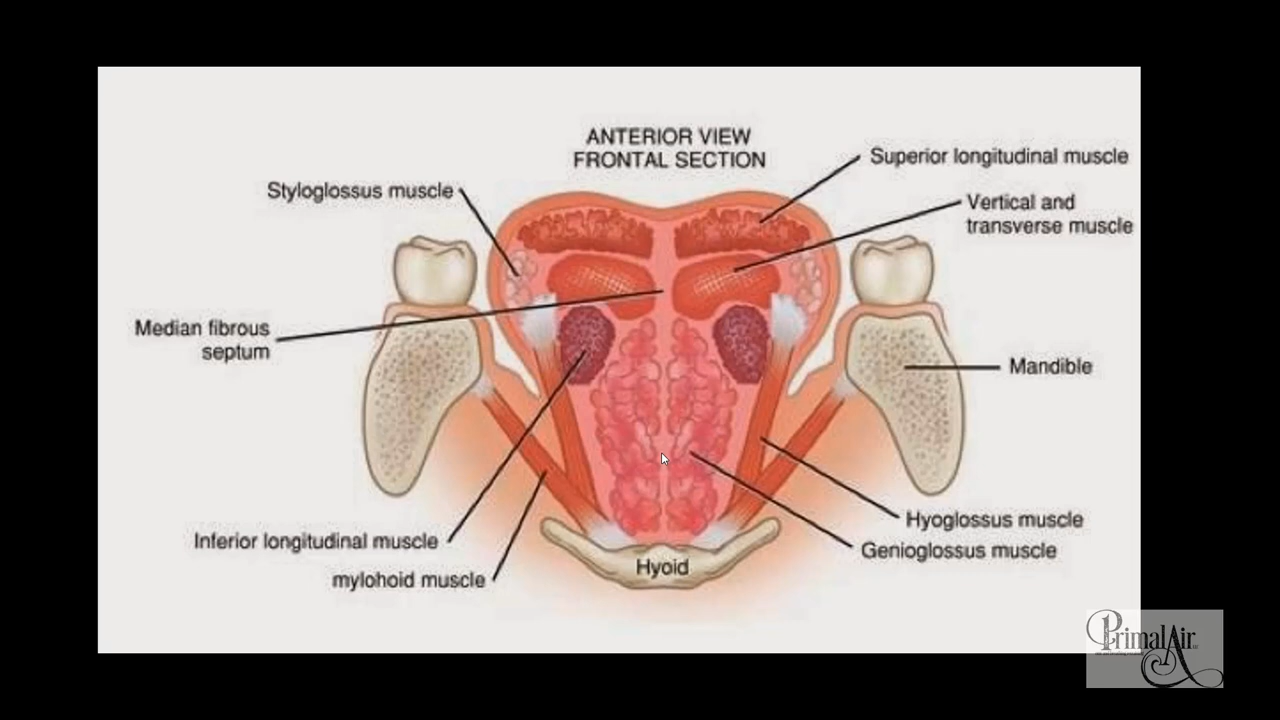 ANTERIOR VIEW
FRONTAL SECTION
Superior longitudinal muscle
Styloglossus muscle
Vertical and
transverse muscle
Median fibrous
septum
Mandible
Hyoglossus muscle
Inferior longitudinal muscle
Genioglossus muscle
Hyoid
mylohoid muscle
PrimalAir